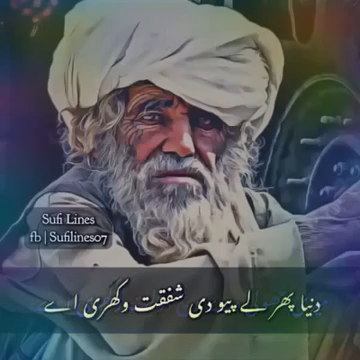 Sufi Lines
fb | Sufilines07
دنیا پھر لے پیو دی شفقت وکھری اے